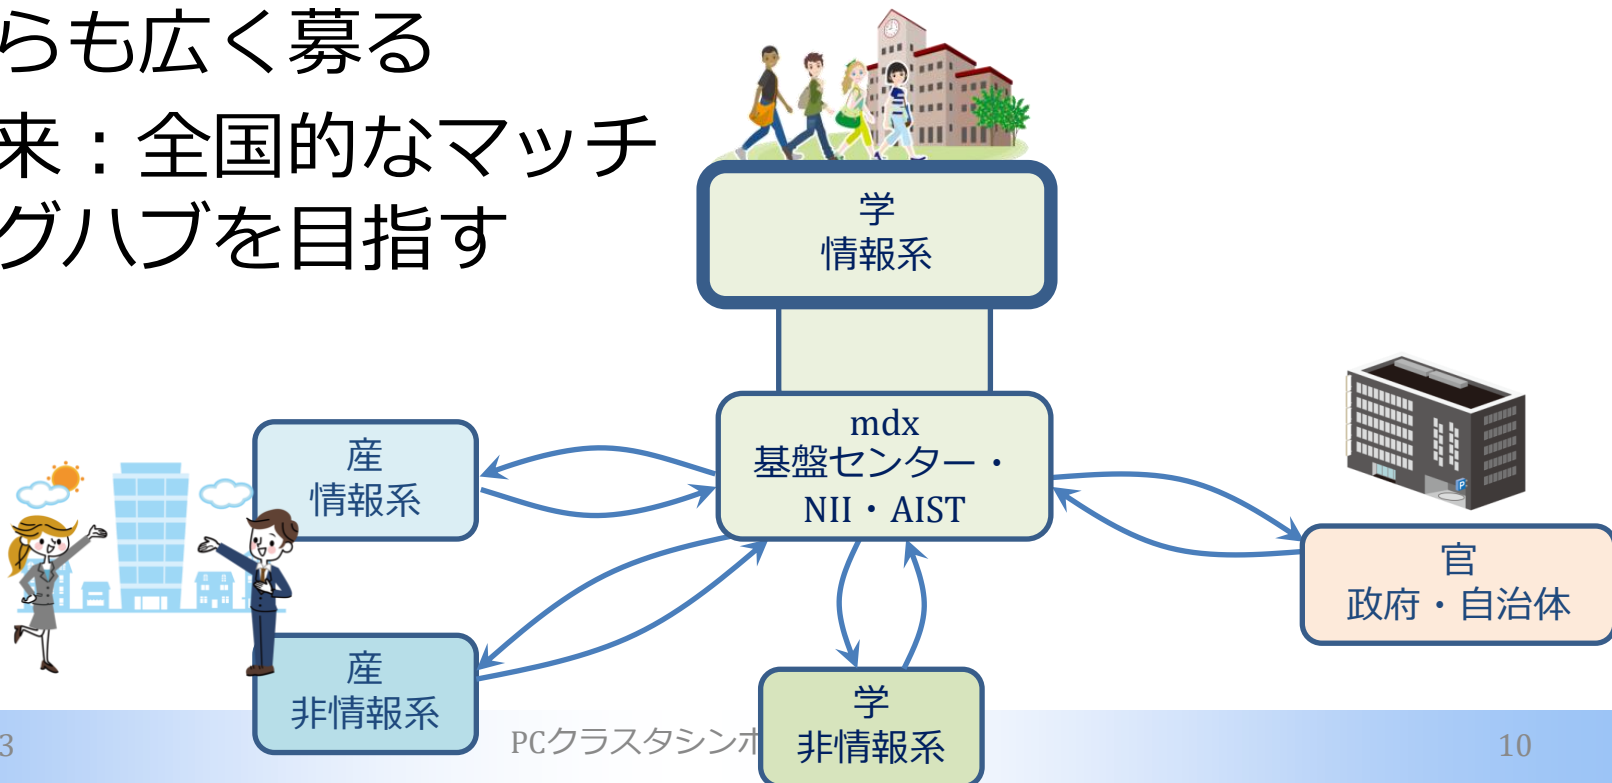 らも広く募る
来：全国的なマッチ
グハブを目指す
学
情報系
mdx
基盤センター・
NII・AIST
産
情報系
官
政府・自治体
産
非情報系
学
非情報系
3
PCクラスタシンポ
10